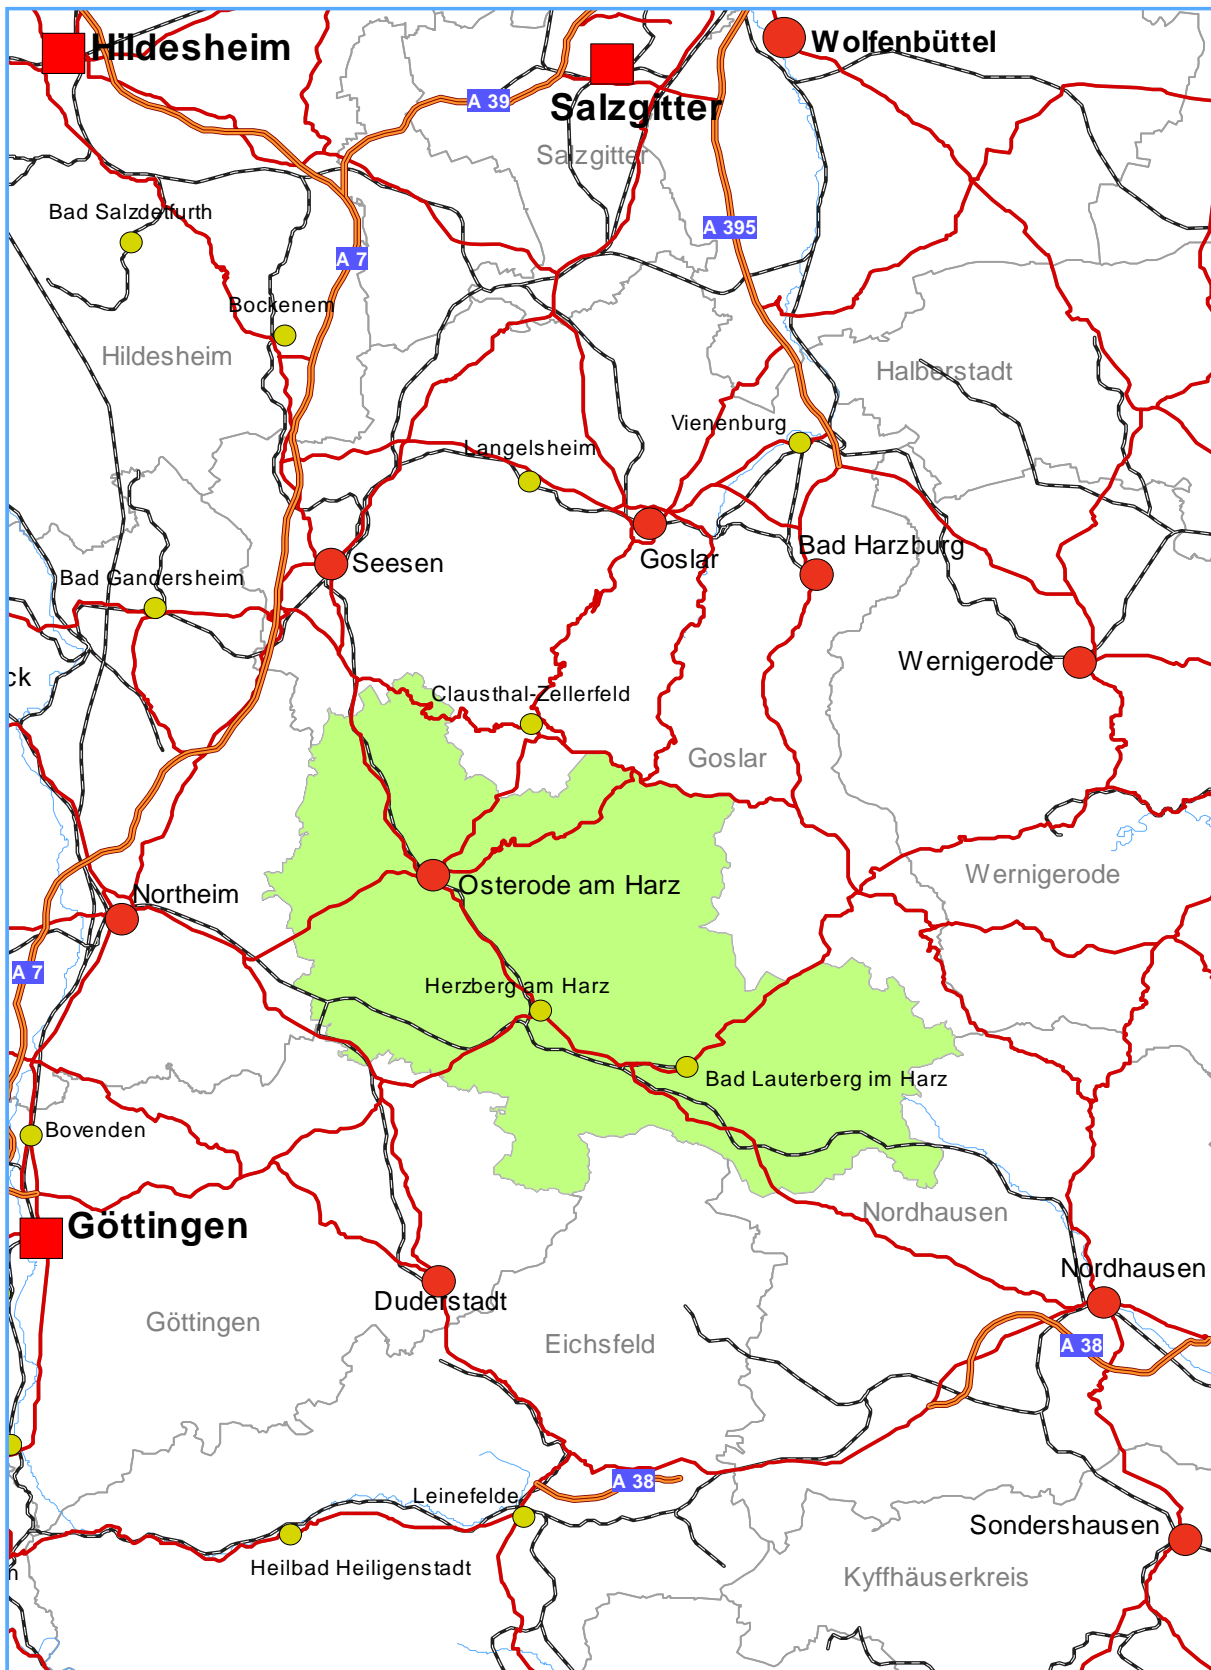 Hildesheim
Wolfenbüttel
A 39
Salzgitter
Salzgitter
Bad Salzdetfurth
A 395
A 7
Bockenem
Hildesheim
Halberstadt
Vienenburg
Langelsheim
Goslar
Bad Harzburg
Seesen
Bad Gandersheim
Wernigerode
ck
Clausthal-Zellerfeld
Goslar
Wernigerode
Osterode am Harz
Northeim
A 7
Herzberg am Harz
Bad Lauterberg im Harz
Bovenden
Nordhausen
Göttingen
Nordhausen
Duderstadt
Göttingen
Eichsfeld
A 38
A 38
Leinefelde
Sondershausen
Heilbad Heiligenstadt
Kyffhäuserkreis
n